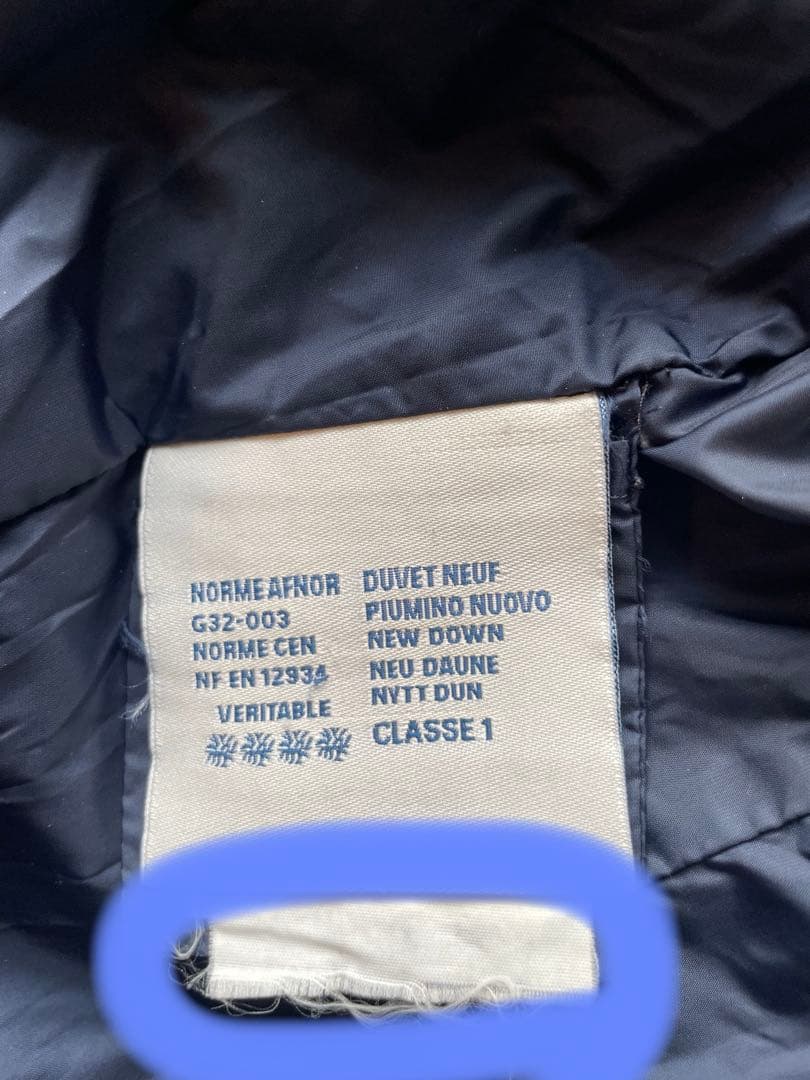 NORME AFNOR
G32-003
NORME CEN
NF EN 12934
VERITABLE
DUVET NEUF
PIUMINO NUOVO
NEW DOWN
NEU DAUNE
NYTT DUN
CLASSE 1